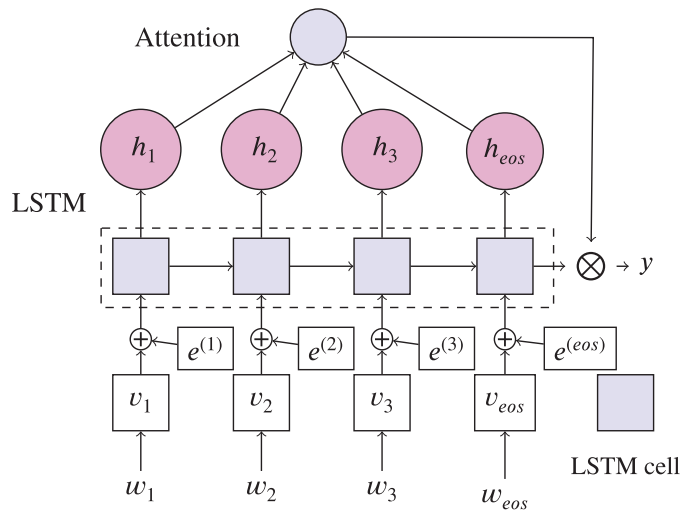 Attention
h₁ h₂ h₃ hₑₒₛ
LSTM
⊗ y
+ e⁽¹⁾ + e⁽²⁾ + e⁽³⁾ + e⁽ᵉᵒˢ⁾
v₁ v₂ v₃ vₑₒₛ
LSTM cell
w₁ w₂ w₃ wₑₒₛ